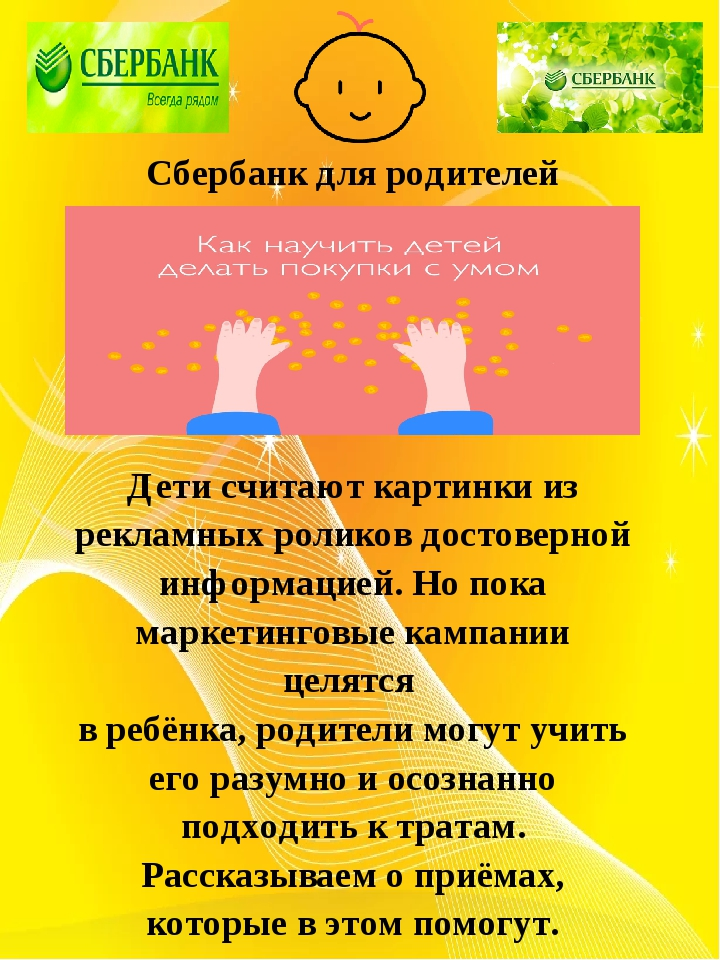 СБЕРБАНК
Всегда рядом
СБЕРБАНК
Сбербанк для родителей
Как научить детей
делать покупки с умом
Дети считают картинки из
рекламных роликов достоверной
информацией. Но пока
маркетинговые кампании
целятся
в ребёнка, родители могут учить
его разумно и осознанно
подходить к тратам.
Рассказываем о приёмах,
которые в этом помогут.